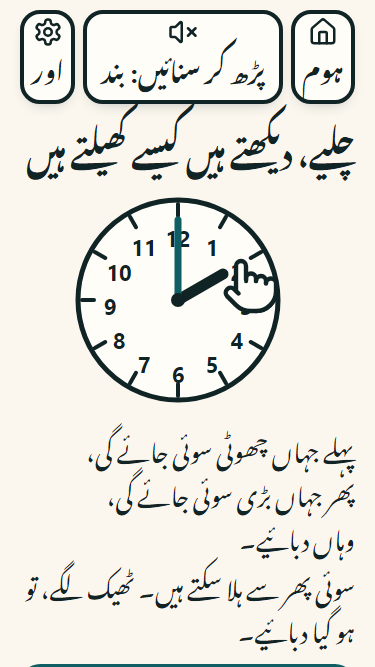 ہوم
پڑھ کر سنائیں: بند
اور
چلیے، دیکھتے ہیں کیسے کھیلتے ہیں
12
1
11
10
9
8
7
6
5
4
پہلے جہاں چھوٹی سوئی جائے گی،
پھر جہاں بڑی سوئی جائے گی،
وہاں دبائیے۔
سوئی پھر سے ہلا سکتے ہیں۔ ٹھیک لگے، تو
ہو گیا دبائیے۔